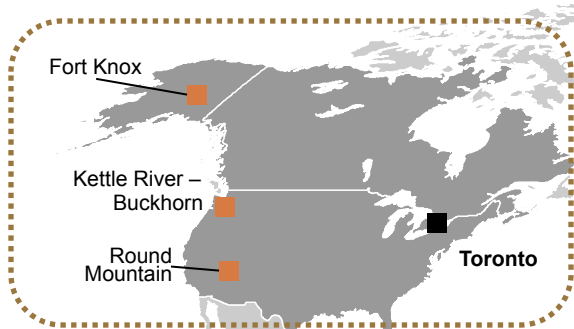 Fort Knox
Kettle River –
Buckhorn
Round
Mountain
Toronto